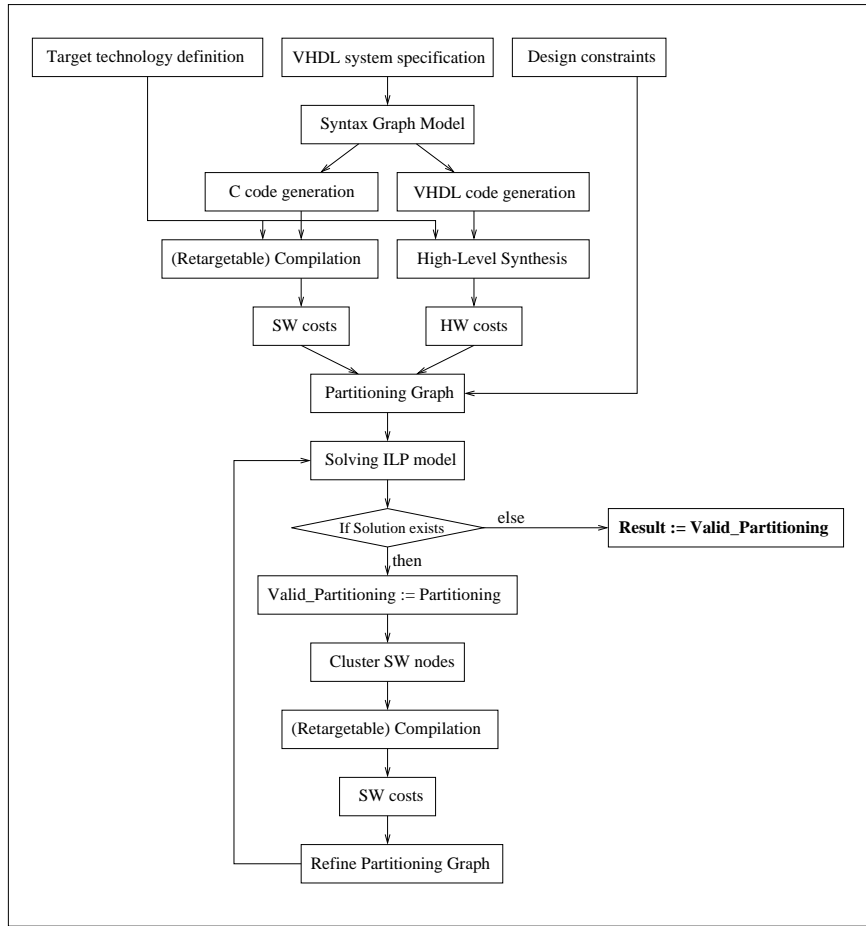 Target technology definition
VHDL system specification
Design constraints
Syntax Graph Model
C code generation
VHDL code generation
(Retargetable) Compilation
High-Level Synthesis
SW costs
HW costs
Partitioning Graph
Solving ILP model
If Solution exists
else
Result := Valid_Partitioning
then
Valid_Partitioning := Partitioning
Cluster SW nodes
(Retargetable) Compilation
SW costs
Refine Partitioning Graph